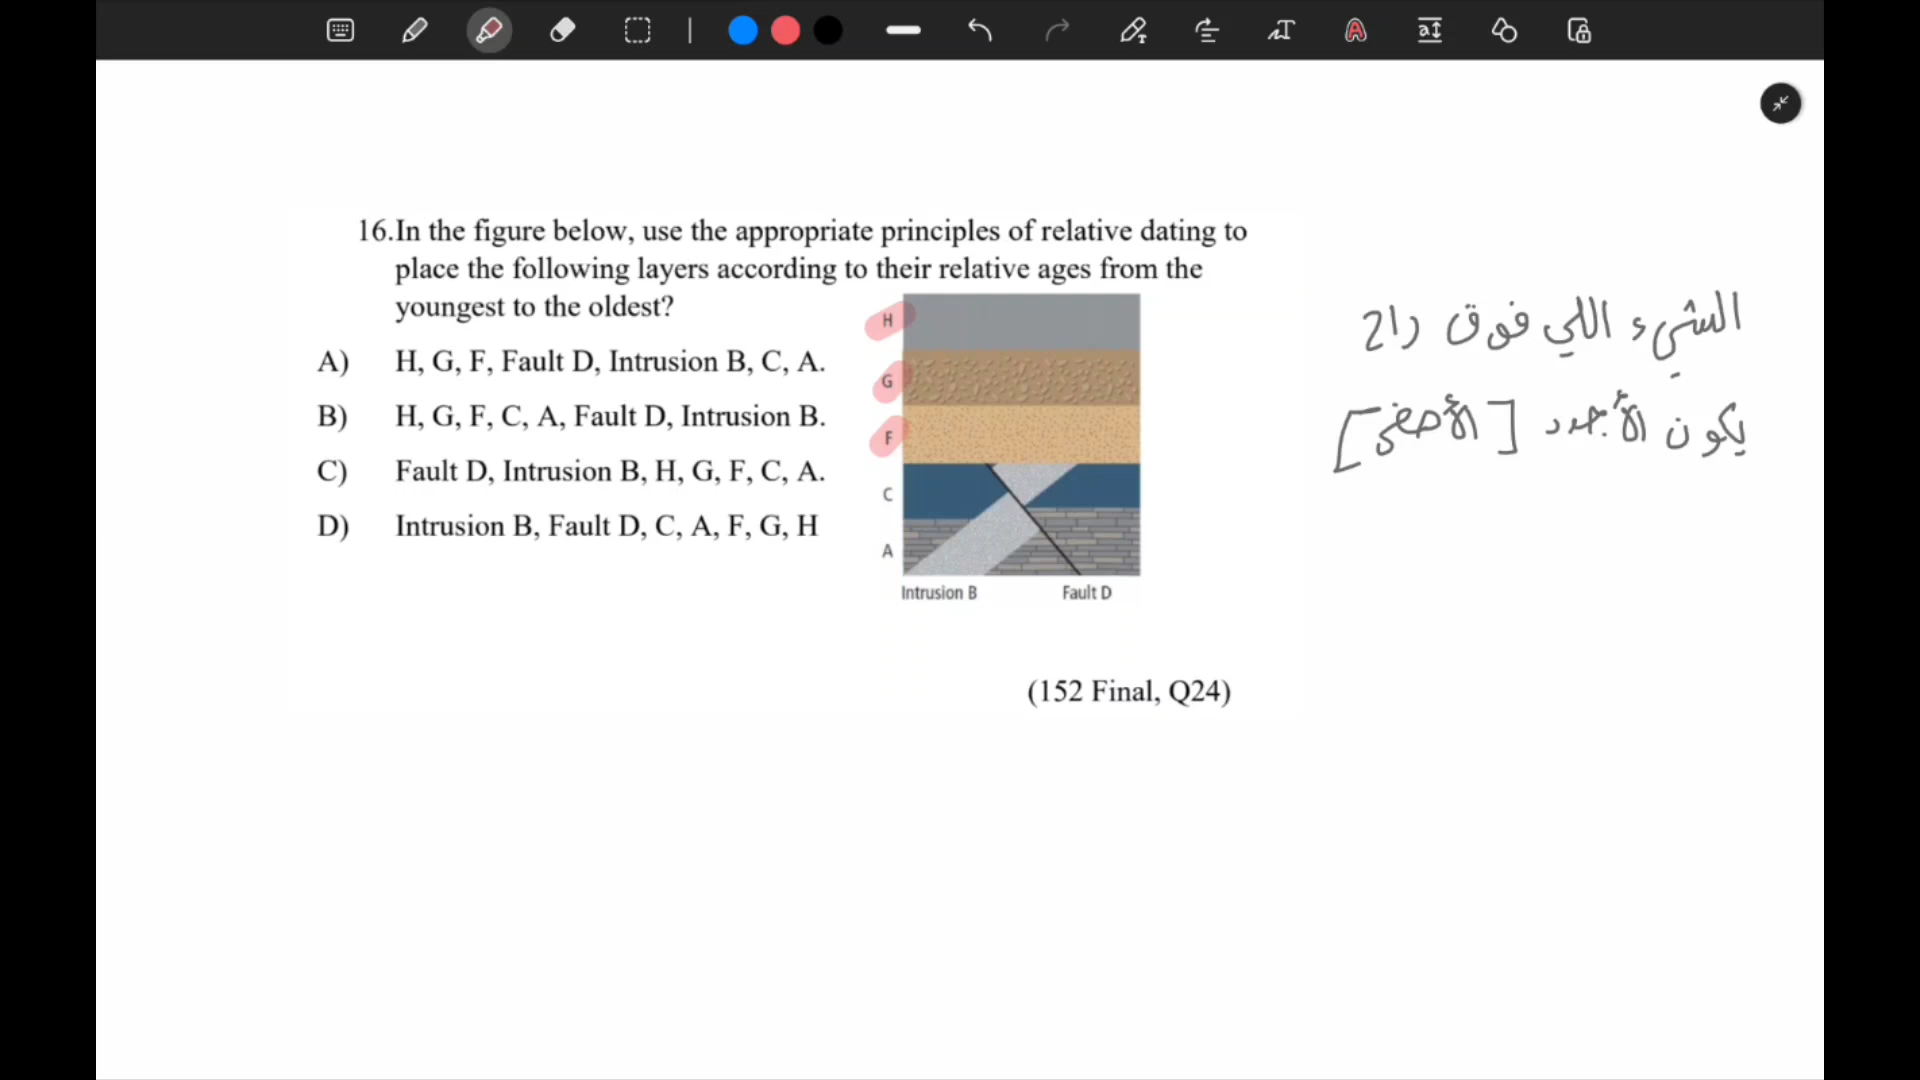 16.In the figure below, use the appropriate principles of relative dating to
place the following layers according to their relative ages from the
youngest to the oldest?
A) H, G, F, Fault D, Intrusion B, C, A.
B) H, G, F, C, A, Fault D, Intrusion B.
C) Fault D, Intrusion B, H, G, F, C, A.
D) Intrusion B, Fault D, C, A, F, G, H
H
G
F
C
A
Intrusion B Fault D
(152 Final, Q24)
الشيء اللي فوق راح
يكون الأجدد [الأصغر]